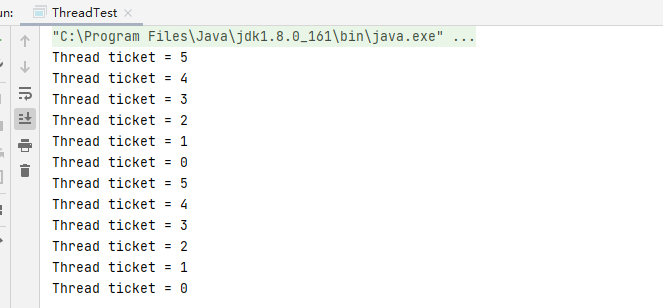 un:
ThreadTest
"C:\Program Files\Java\jdk1.8.0_161\bin\java.exe" ...
Thread ticket = 5
Thread ticket = 4
Thread ticket = 3
Thread ticket = 2
Thread ticket = 1
Thread ticket = 0
Thread ticket = 5
Thread ticket = 4
Thread ticket = 3
Thread ticket = 2
Thread ticket = 1
Thread ticket = 0